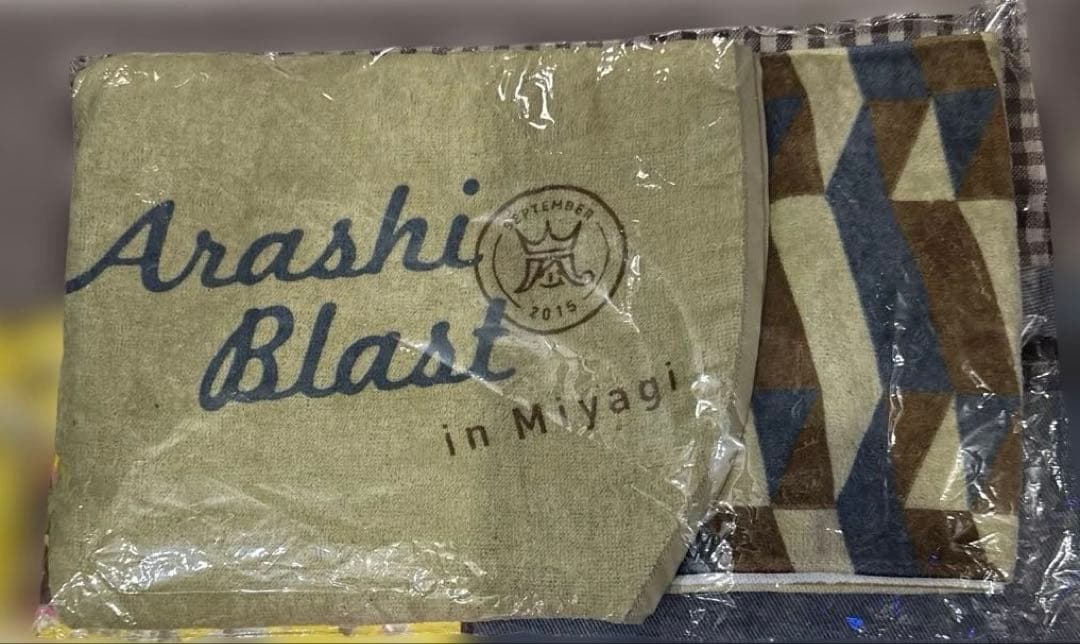 Arashi
Blast
in Miyagi
SEPTEMBER
嵐
2015